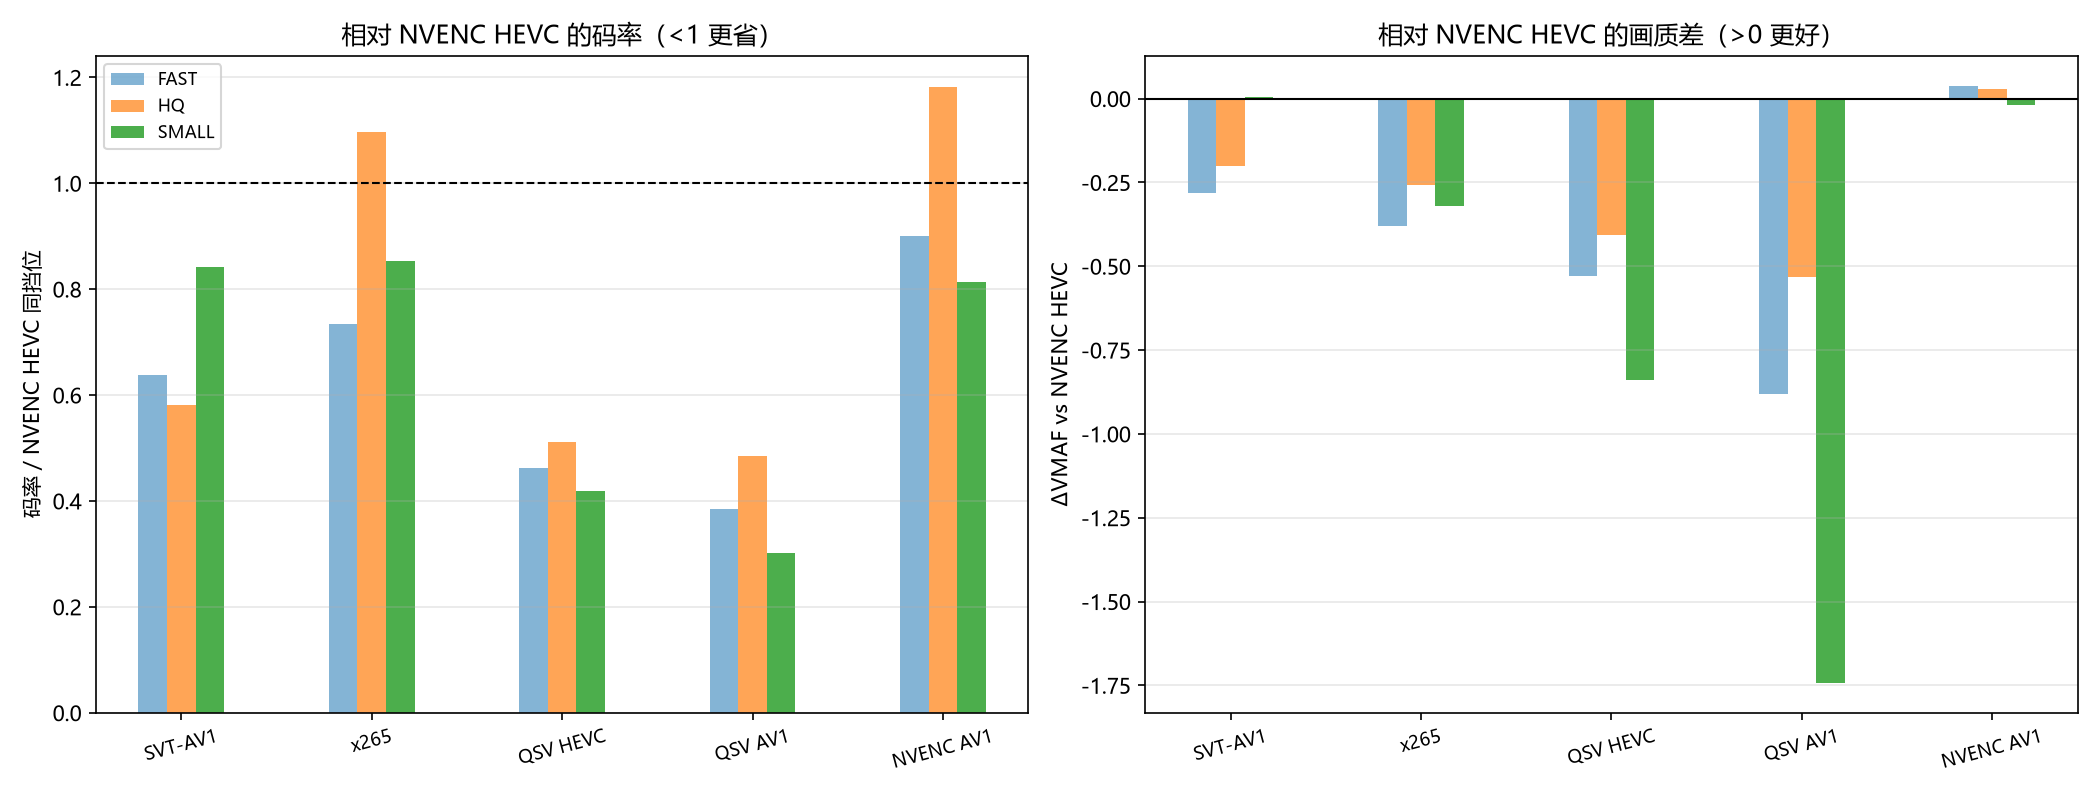 相对 NVENC HEVC 的码率（<1 更省）
码率 / NVENC HEVC 同挡位
1.2
1.0
0.8
0.6
0.4
0.2
0.0
FAST
HQ
SMALL
SVT-AV1
x265
QSV HEVC
QSV AV1
NVENC AV1
相对 NVENC HEVC 的画质差（>0 更好）
ΔVMAF vs NVENC HEVC
0.00
-0.25
-0.50
-0.75
-1.00
-1.25
-1.50
-1.75
SVT-AV1
x265
QSV HEVC
QSV AV1
NVENC AV1